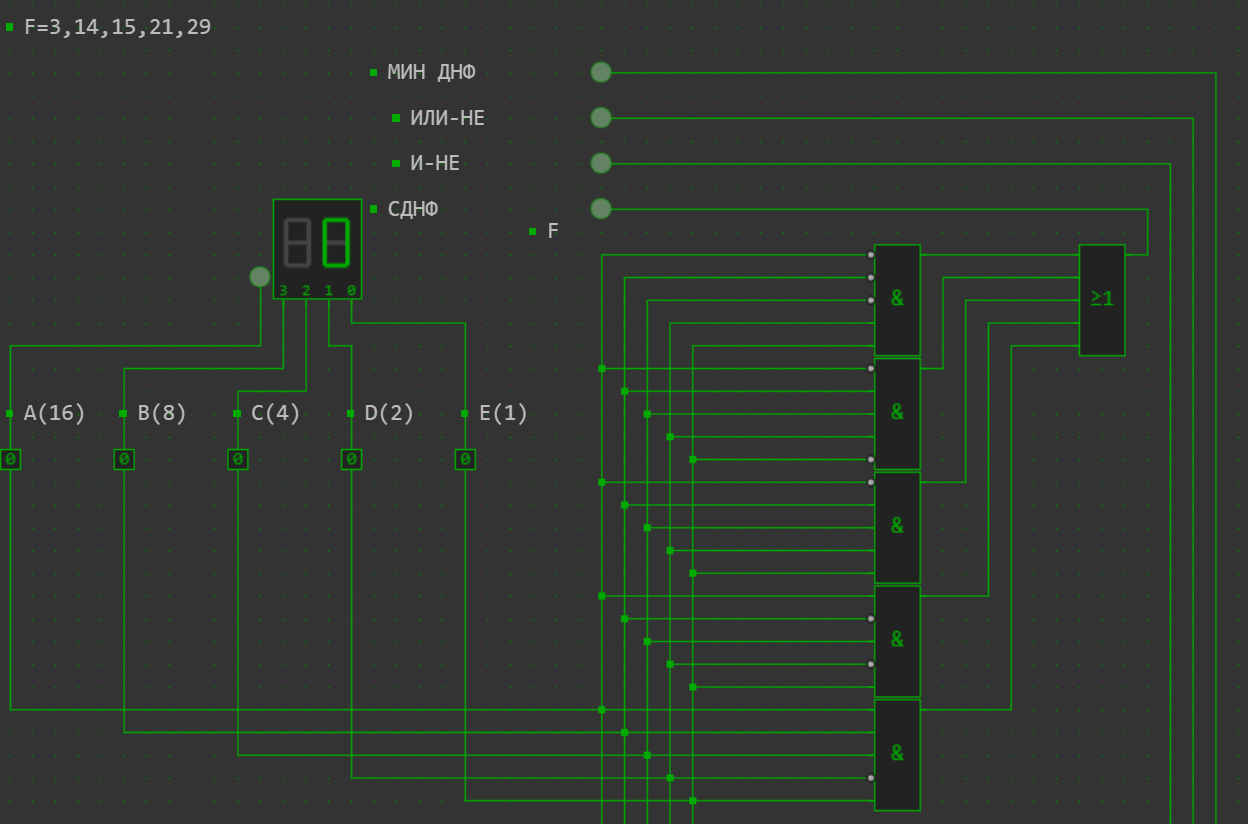 F=3,14,15,21,29
МИН ДНФ
ИЛИ-НЕ
И-НЕ
СДНФ
F
0
3 2 1 0
& ≥1
&
A(16) B(8) C(4) D(2) E(1)
0 0 0 0 0
&
&
&